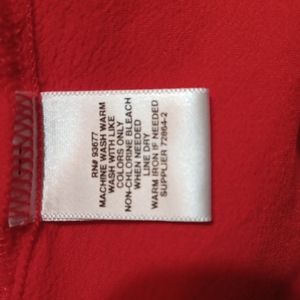 RN# 93677
MACHINE WASH WARM
WASH WITH LIKE
COLORS ONLY
NON-CHLORINE BLEACH
WHEN NEEDED
LINE DRY
WARM IRON IF NEEDED
SUPPLIER 72864-2